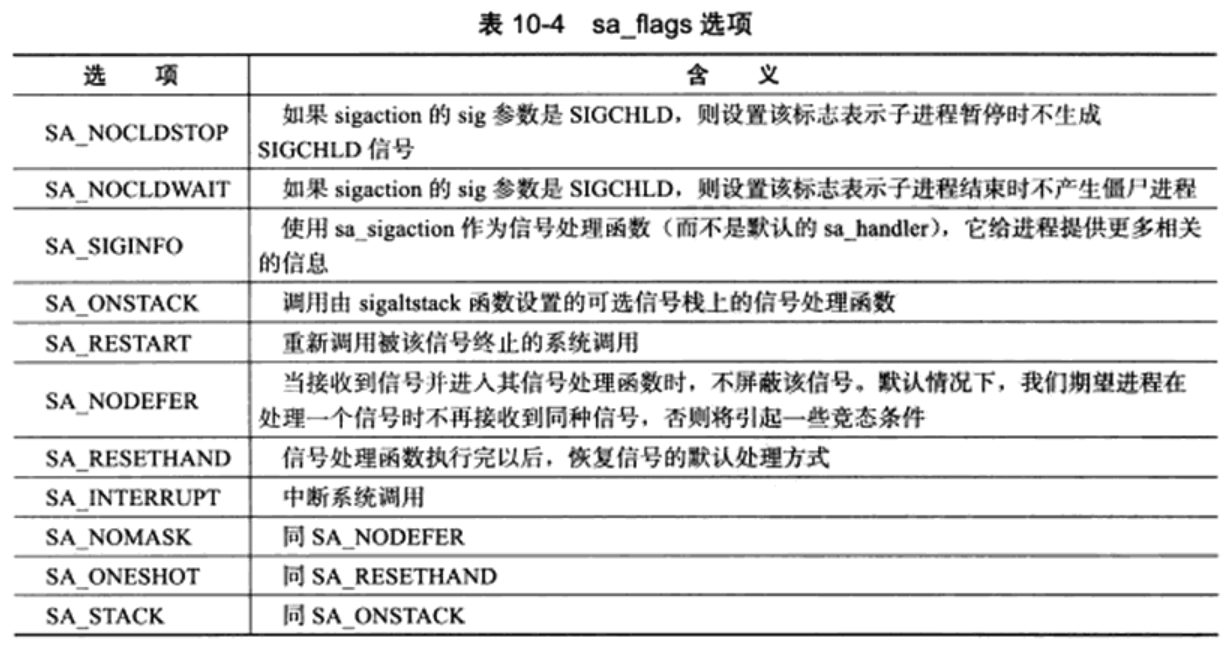 表 10-4 sa_flags 选项
选 项 含 义
SA_NOCLDSTOP 如果 sigaction 的 sig 参数是 SIGCHLD，则设置该标志表示子进程暂停时不生成
SIGCHLD 信号
SA_NOCLDWAIT 如果 sigaction 的 sig 参数是 SIGCHLD，则设置该标志表示子进程结束时不产生僵尸进程
SA_SIGINFO 使用 sa_sigaction 作为信号处理函数（而不是默认的 sa_handler），它给进程提供更多相关
的信息
SA_ONSTACK 调用由 sigaltstack 函数设置的可选信号栈上的信号处理函数
SA_RESTART 重新调用被该信号终止的系统调用
SA_NODEFER 当接收到信号并进入其信号处理函数时，不屏蔽该信号。默认情况下，我们期望进程在
处理一个信号时不再接收到同种信号，否则将引起一些竞态条件
SA_RESETHAND 信号处理函数执行完以后，恢复信号的默认处理方式
SA_INTERRUPT 中断系统调用
SA_NOMASK 同 SA_NODEFER
SA_ONESHOT 同 SA_RESETHAND
SA_STACK 同 SA_ONSTACK